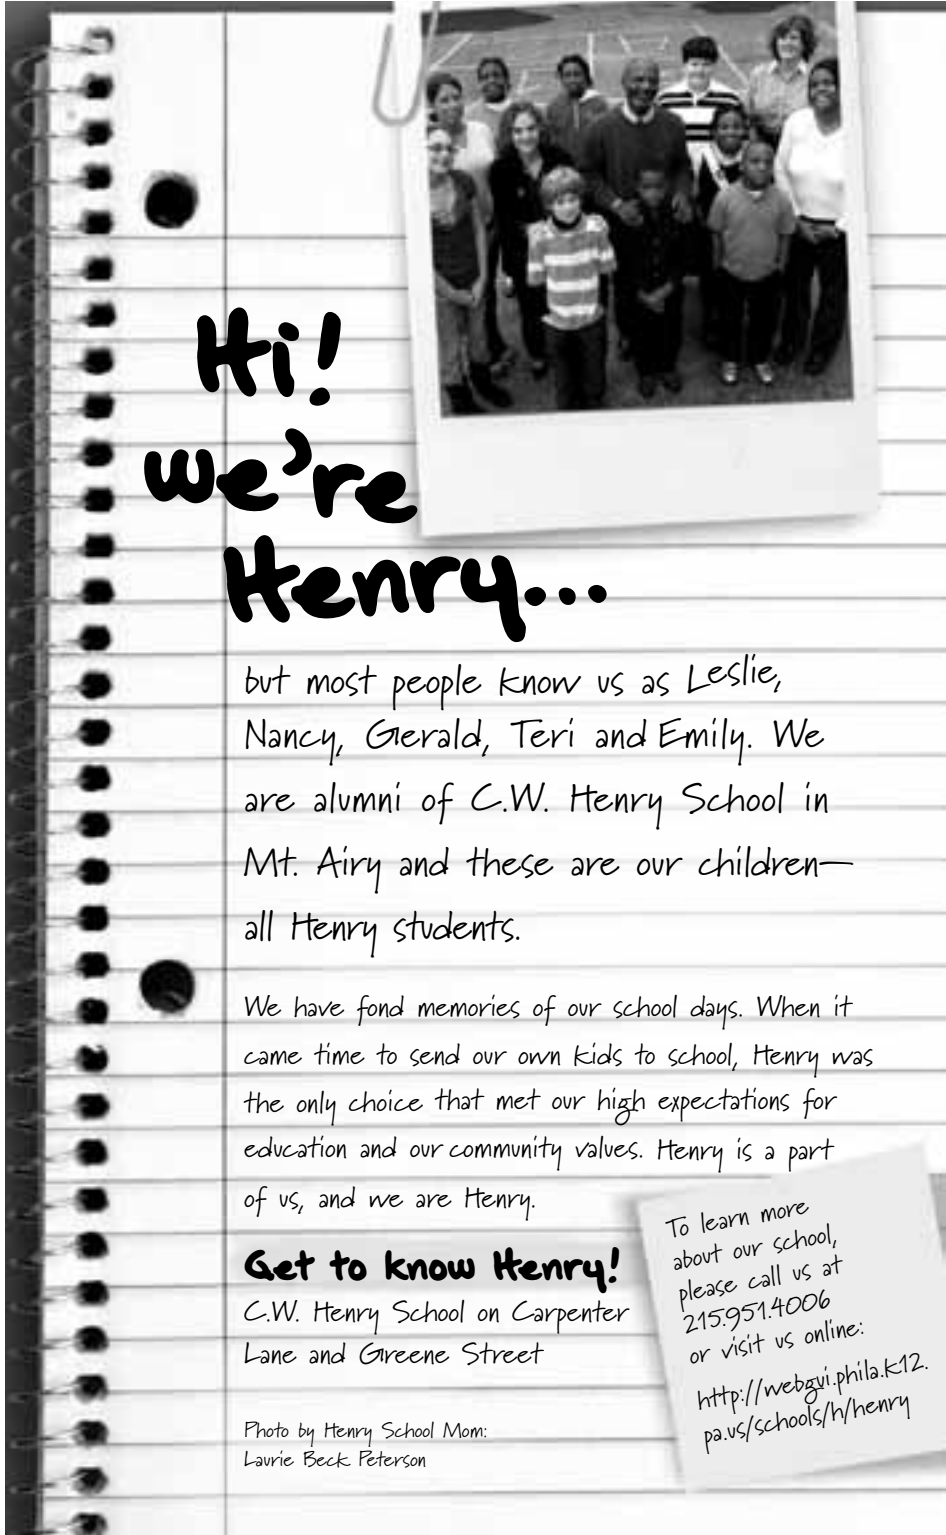 Hi!
we're
Henry...
but most people know us as Leslie,
Nancy, Gerald, Teri and Emily. We
are alumni of C.W. Henry School in
Mt. Airy and these are our children—
all Henry students.
We have fond memories of our school days. When it
came time to send our own kids to school, Henry was
the only choice that met our high expectations for
education and our community values. Henry is a part
of us, and we are Henry.
Get to know Henry!
C.W. Henry School on Carpenter
Lane and Greene Street
Photo by Henry School Mom:
Laurie Beck Peterson
To learn more
about our school,
please call us at
215.951.4006
or visit us online:
http://webgui.phila.k12.
pa.us/schools/h/henry